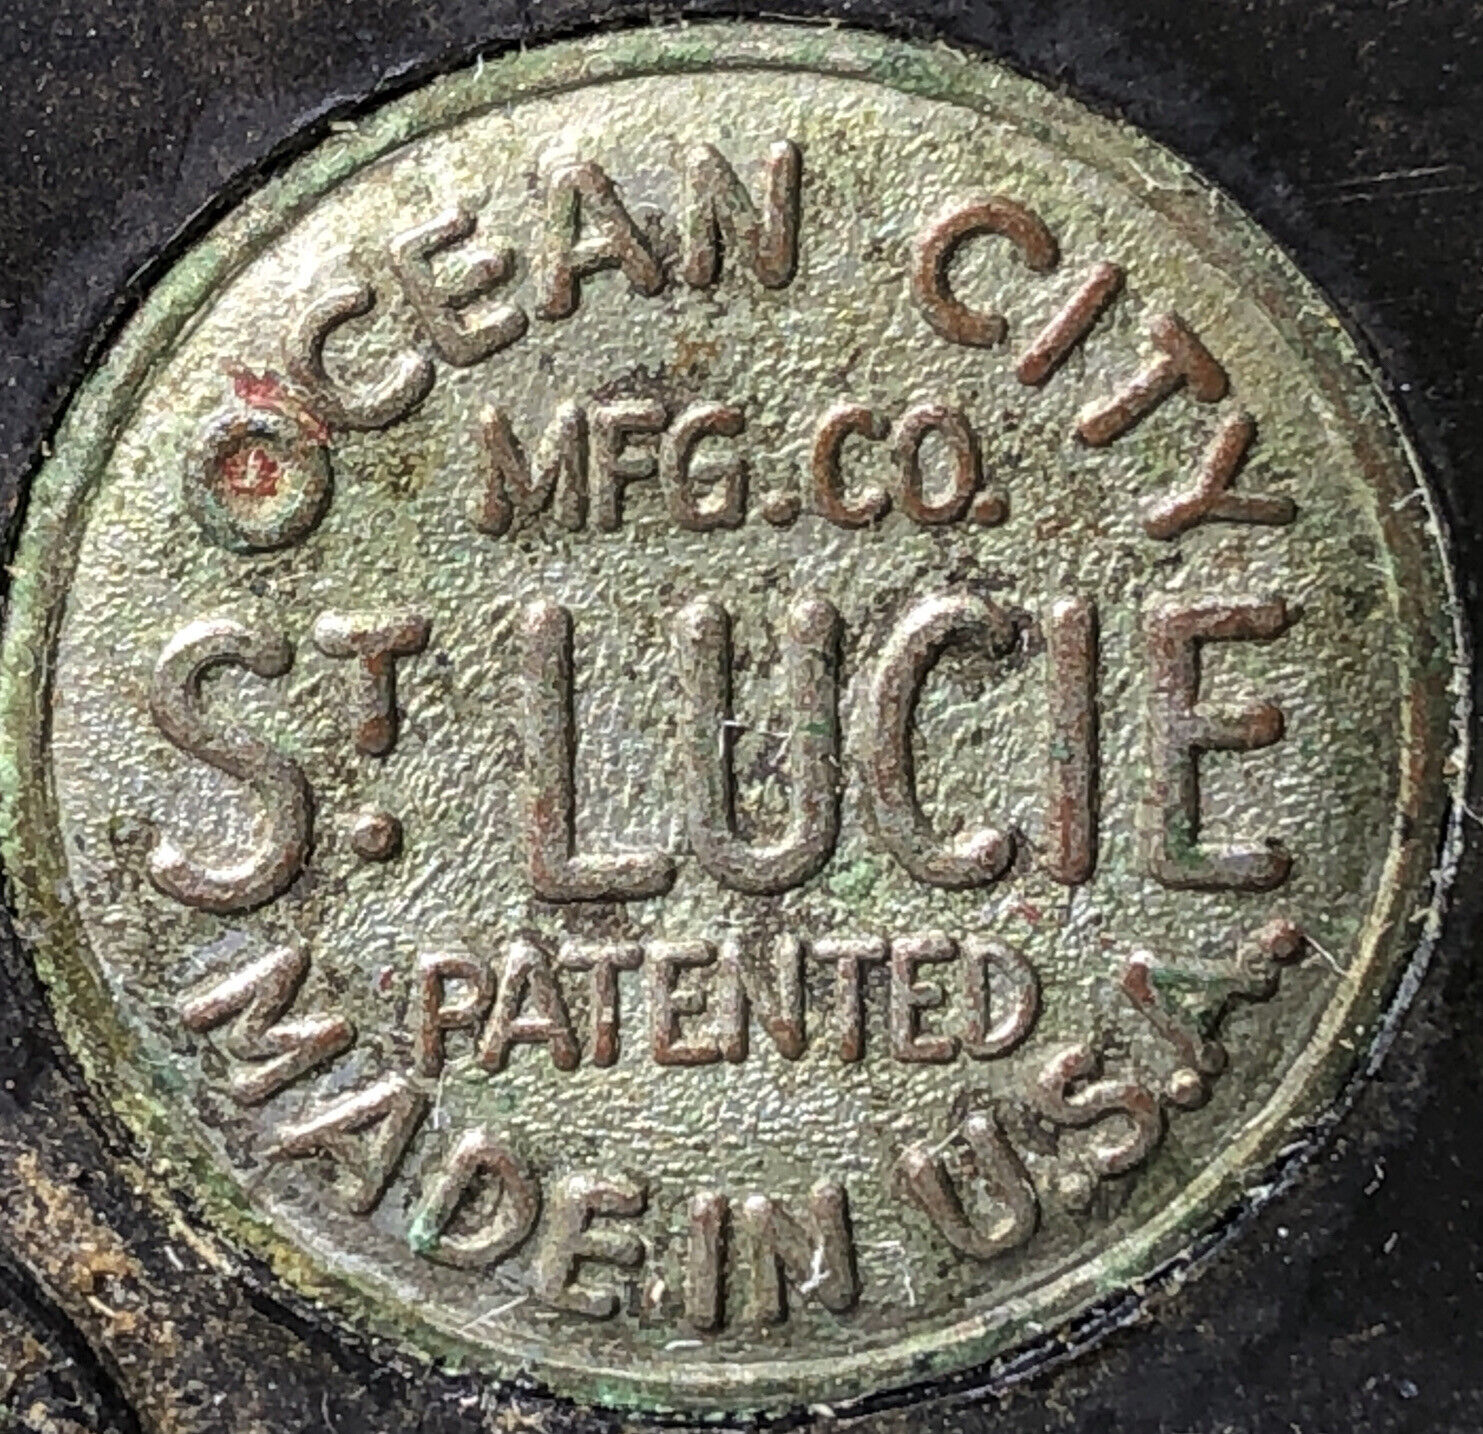 OCEAN CITY
MFG. CO.
ST. LUCIE
PATENTED
MADE IN U.S.A.